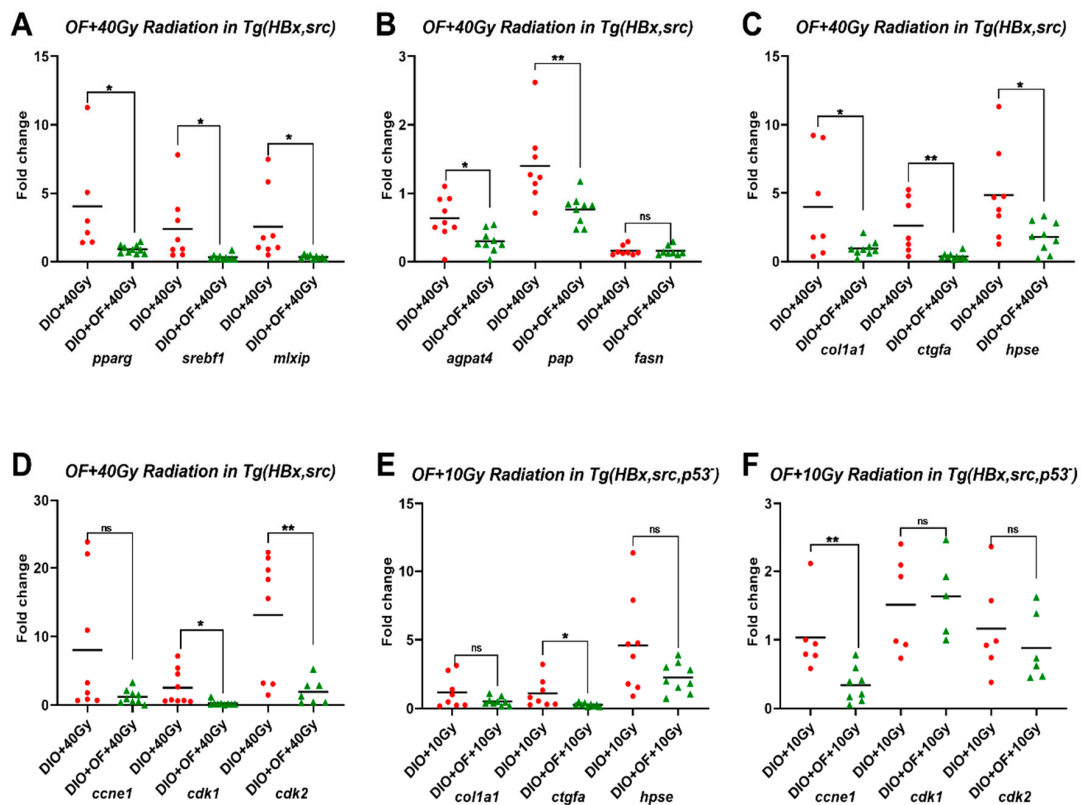 A
OF+40Gy Radiation in Tg(HBx,src)
Fold change
15
10
5
0
*
*
*
DIO+40Gy
DIO+OF+40Gy
DIO+40Gy
DIO+OF+40Gy
DIO+40Gy
DIO+OF+40Gy
pparg
srebf1
mlxip
B
OF+40Gy Radiation in Tg(HBx,src)
Fold change
3
2
1
0
*
**
ns
DIO+40Gy
DIO+OF+40Gy
DIO+40Gy
DIO+OF+40Gy
DIO+40Gy
DIO+OF+40Gy
agpat4
pap
fasn
C
OF+40Gy Radiation in Tg(HBx,src)
Fold change
15
10
5
0
*
**
*
DIO+40Gy
DIO+OF+40Gy
DIO+40Gy
DIO+OF+40Gy
DIO+40Gy
DIO+OF+40Gy
col1a1
ctgfa
hpse
D
OF+40Gy Radiation in Tg(HBx,src)
Fold change
30
20
10
0
ns
*
**
DIO+40Gy
DIO+OF+40Gy
DIO+40Gy
DIO+OF+40Gy
DIO+40Gy
DIO+OF+40Gy
ccne1
cdk1
cdk2
E
OF+10Gy Radiation in Tg(HBx,src,p53-)
Fold change
15
10
5
0
ns
*
ns
DIO+10Gy
DIO+OF+10Gy
DIO+10Gy
DIO+OF+10Gy
DIO+10Gy
DIO+OF+10Gy
col1a1
ctgfa
hpse
F
OF+10Gy Radiation in Tg(HBx,src,p53-)
Fold change
3
2
1
0
**
ns
ns
DIO+10Gy
DIO+OF+10Gy
DIO+10Gy
DIO+OF+10Gy
DIO+10Gy
DIO+OF+10Gy
ccne1
cdk1
cdk2